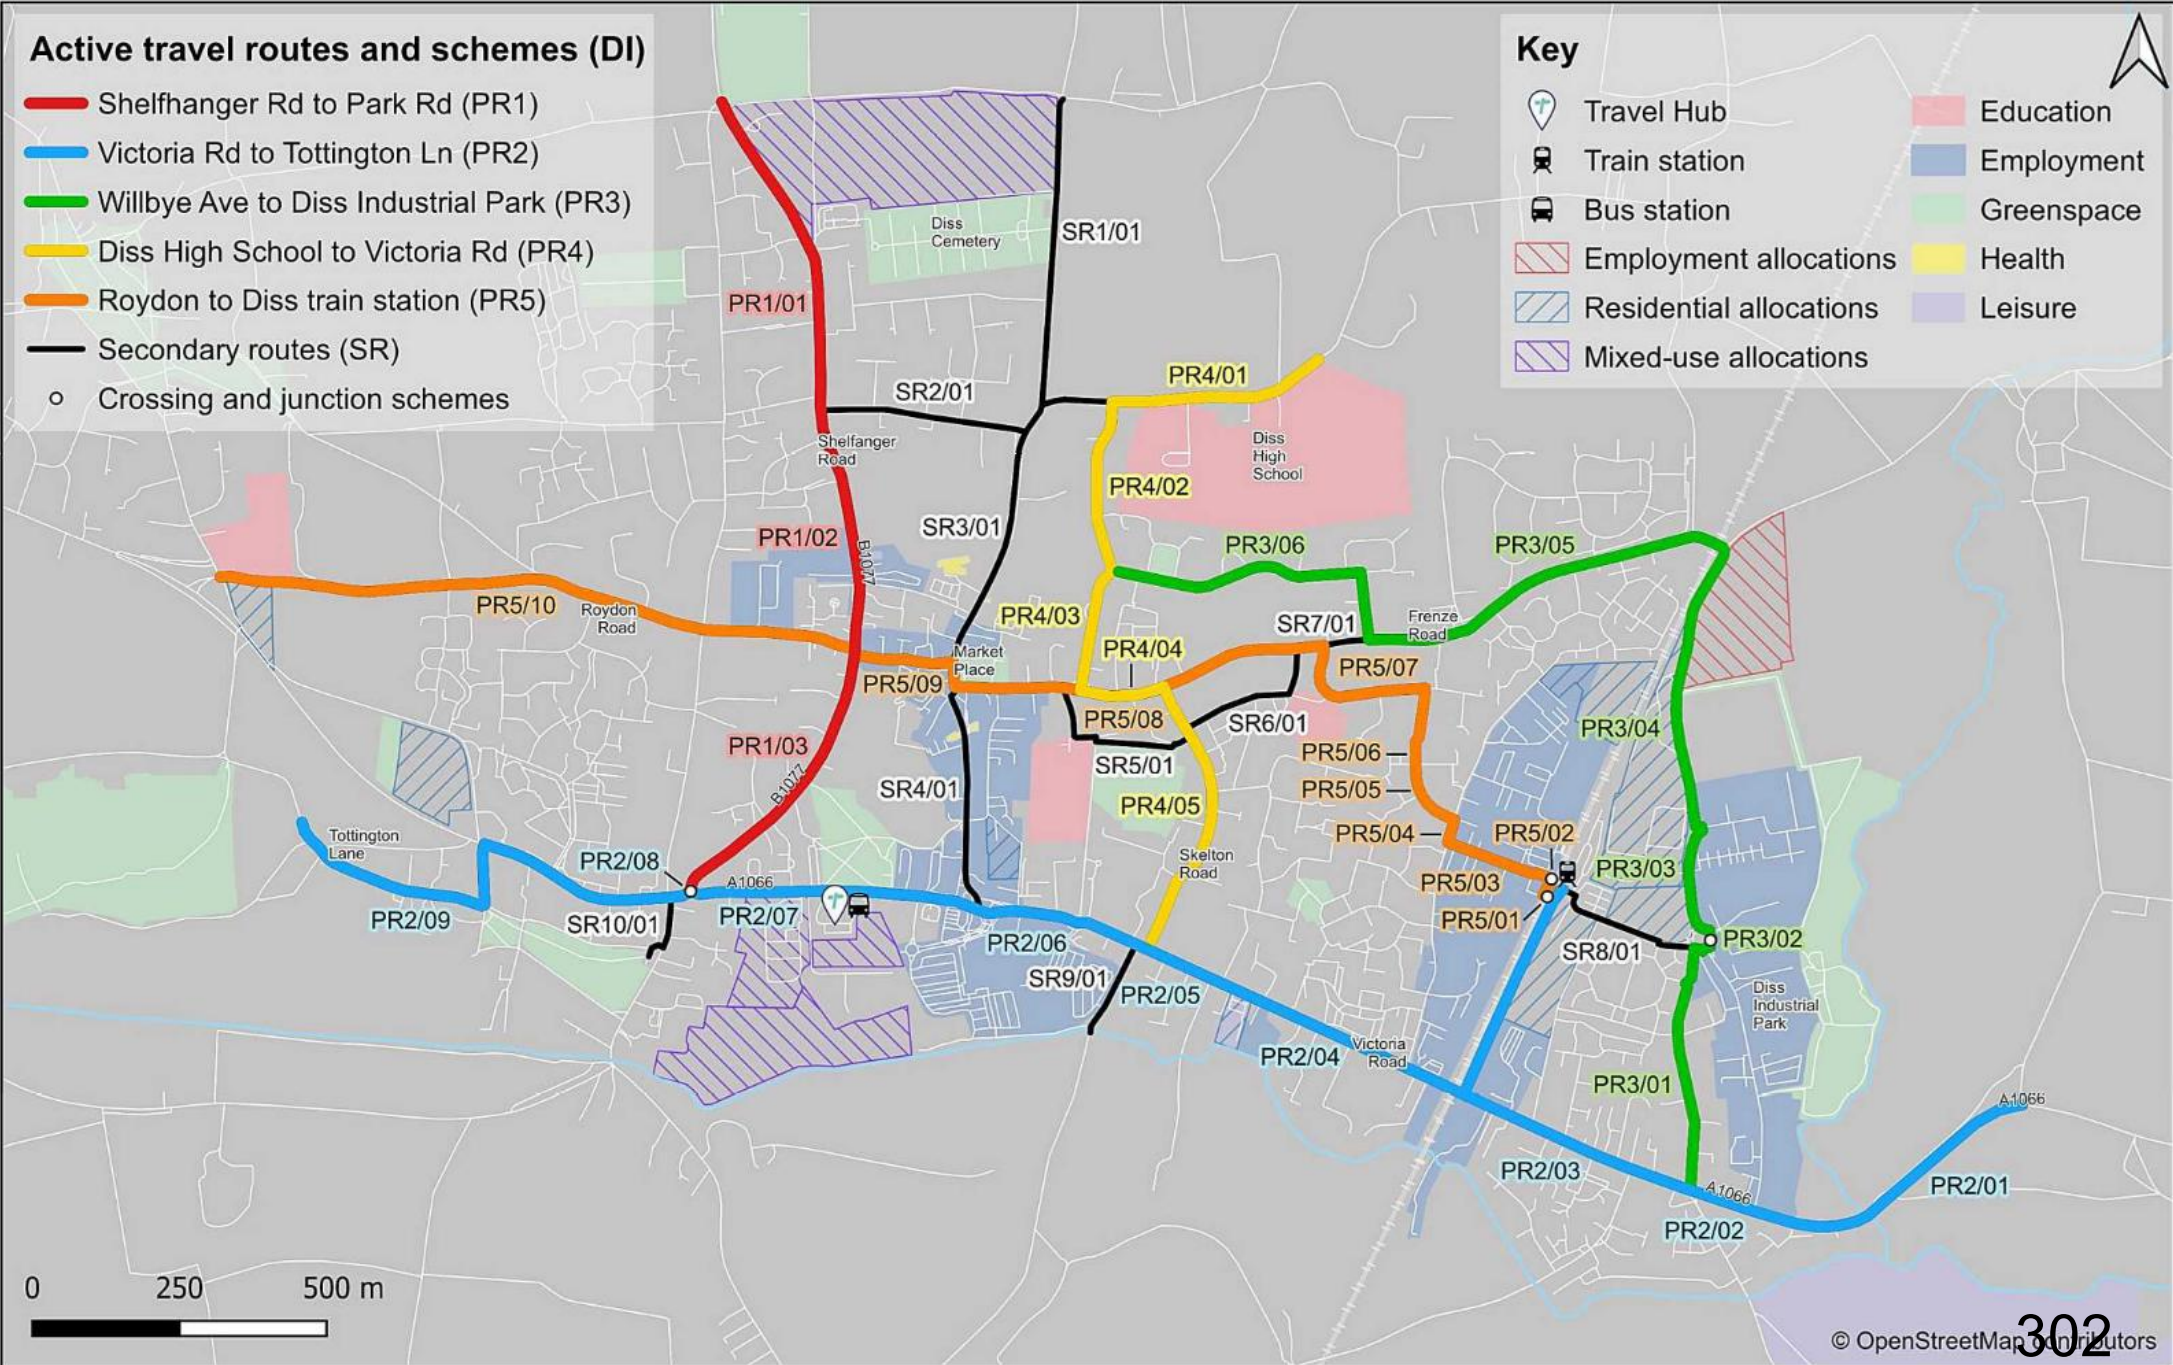 Active travel routes and schemes (DI)
Shelfhanger Rd to Park Rd (PR1)
Victoria Rd to Tottington Ln (PR2)
Willbye Ave to Diss Industrial Park (PR3)
Diss High School to Victoria Rd (PR4)
Roydon to Diss train station (PR5)
Secondary routes (SR)
Crossing and junction schemes
Key
Travel Hub
Train station
Bus station
Employment allocations
Residential allocations
Mixed-use allocations
Education
Employment
Greenspace
Health
Leisure
Diss
Cemetery
SR1/01
PR1/01
PR4/01
SR2/01
Shelfanger
Road
Diss
High
School
PR4/02
SR3/01
PR1/02
B1077
PR3/06
PR3/05
PR5/10
Roydon
Road
PR4/03
SR7/01
Frenze
Road
Market
Place
PR4/04
PR5/07
PR5/09
PR5/08
SR6/01
PR3/04
PR1/03
B1077
SR5/01
PR5/06
PR5/05
SR4/01
PR4/05
PR5/04
PR5/02
Tottington
Lane
PR2/08
Skelton
Road
PR3/03
A1066
PR5/03
PR2/09
SR10/01
PR2/07
PR5/01
PR2/06
SR8/01
PR3/02
SR9/01
PR2/05
Diss
Industrial
Park
PR2/04
Victoria
Road
PR3/01
A1066
PR2/03
A1066
PR2/01
PR2/02
0 250 500 m
© OpenStreetMap contributors
302